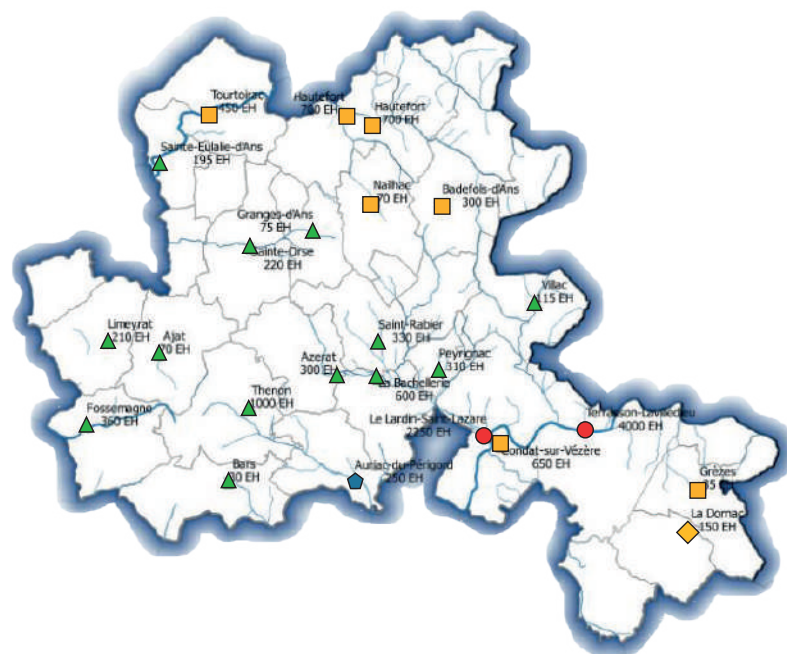 Tourtoirac
450 EH
Hautefort
700 EH
Hautefort
700 EH
Sainte-Eulalie-d'Ans
195 EH
Nailhac
70 EH
Badefols-d'Ans
300 EH
Granges-d'Ans
75 EH
Sainte-Orse
220 EH
Villac
115 EH
Limeyrat
210 EH
Ajat
70 EH
Saint-Rabier
330 EH
Azerat
300 EH
Peyrignac
310 EH
La Bachellerie
600 EH
Thenon
1000 EH
Fossemagne
360 EH
Le Lardin-Saint-Lazare
2250 EH
Terrasson-Lavilledieu
4000 EH
Condat-sur-Vézère
650 EH
Bars
EH
Auriac-du-Périgord
250 EH
Grèzes
EH
La Dornac
150 EH